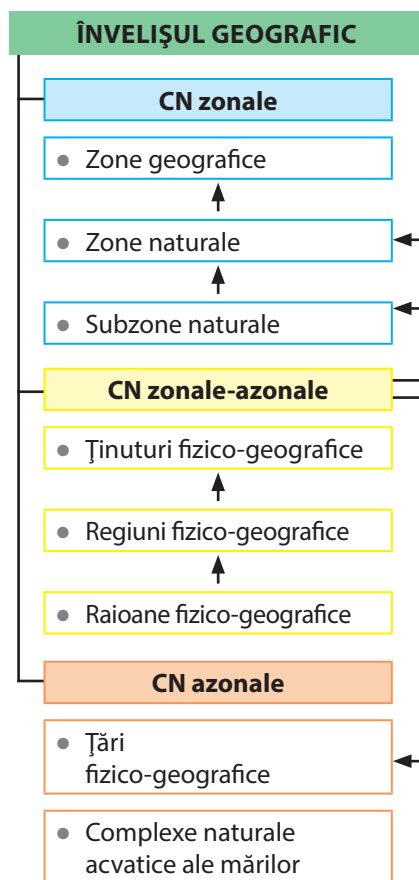 ÎNVELIȘUL GEOGRAFIC
CN zonale
● Zone geografice
● Zone naturale
● Subzone naturale
CN zonale-azonale
● Ţinuturi fizico-geografice
● Regiuni fizico-geografice
● Raioane fizico-geografice
CN azonale
● Ţări
fizico-geografice
● Complexe naturale
acvatice ale mărilor